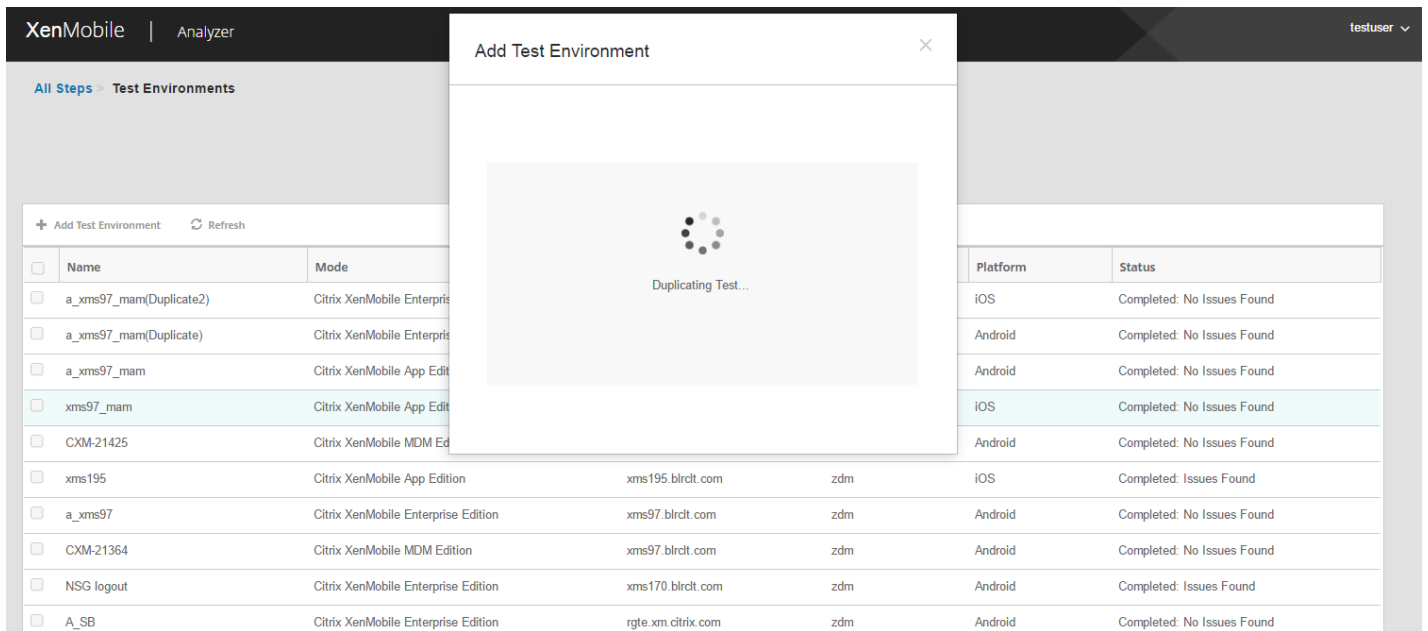 XenMobile | Analyzer
testuser
Add Test Environment
All Steps > Test Environments
Add Test Environment Refresh
Duplicating Test...
Name Mode Platform Status
a_xms97_mam(Duplicate2) Citrix XenMobile Enterpris iOS Completed: No Issues Found
a_xms97_mam(Duplicate) Citrix XenMobile Enterpris Android Completed: No Issues Found
a_xms97_mam Citrix XenMobile App Edit Android Completed: No Issues Found
xms97_mam Citrix XenMobile App Edit iOS Completed: No Issues Found
CXM-21425 Citrix XenMobile MDM Ed Android Completed: No Issues Found
xms195 Citrix XenMobile App Edition xms195.blrclt.com zdm iOS Completed: Issues Found
a_xms97 Citrix XenMobile Enterprise Edition xms97.blrclt.com zdm Android Completed: No Issues Found
CXM-21364 Citrix XenMobile MDM Edition xms97.blrclt.com zdm Android Completed: No Issues Found
NSG logout Citrix XenMobile Enterprise Edition xms170.blrclt.com zdm Android Completed: Issues Found
A_SB Citrix XenMobile Enterprise Edition rgte.xm.citrix.com zdm Android Completed: No Issues Found